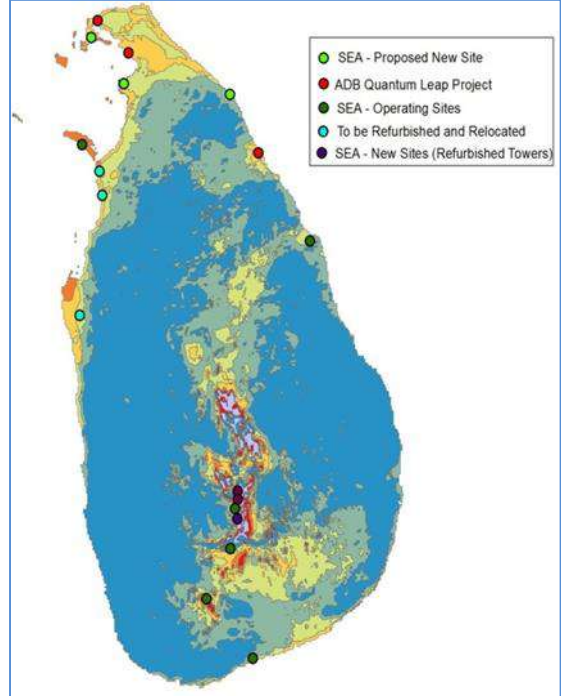 SEA - Proposed New Site
ADB Quantum Leap Project
SEA - Operating Sites
To be Refurbished and Relocated
SEA - New Sites (Refurbished Towers)